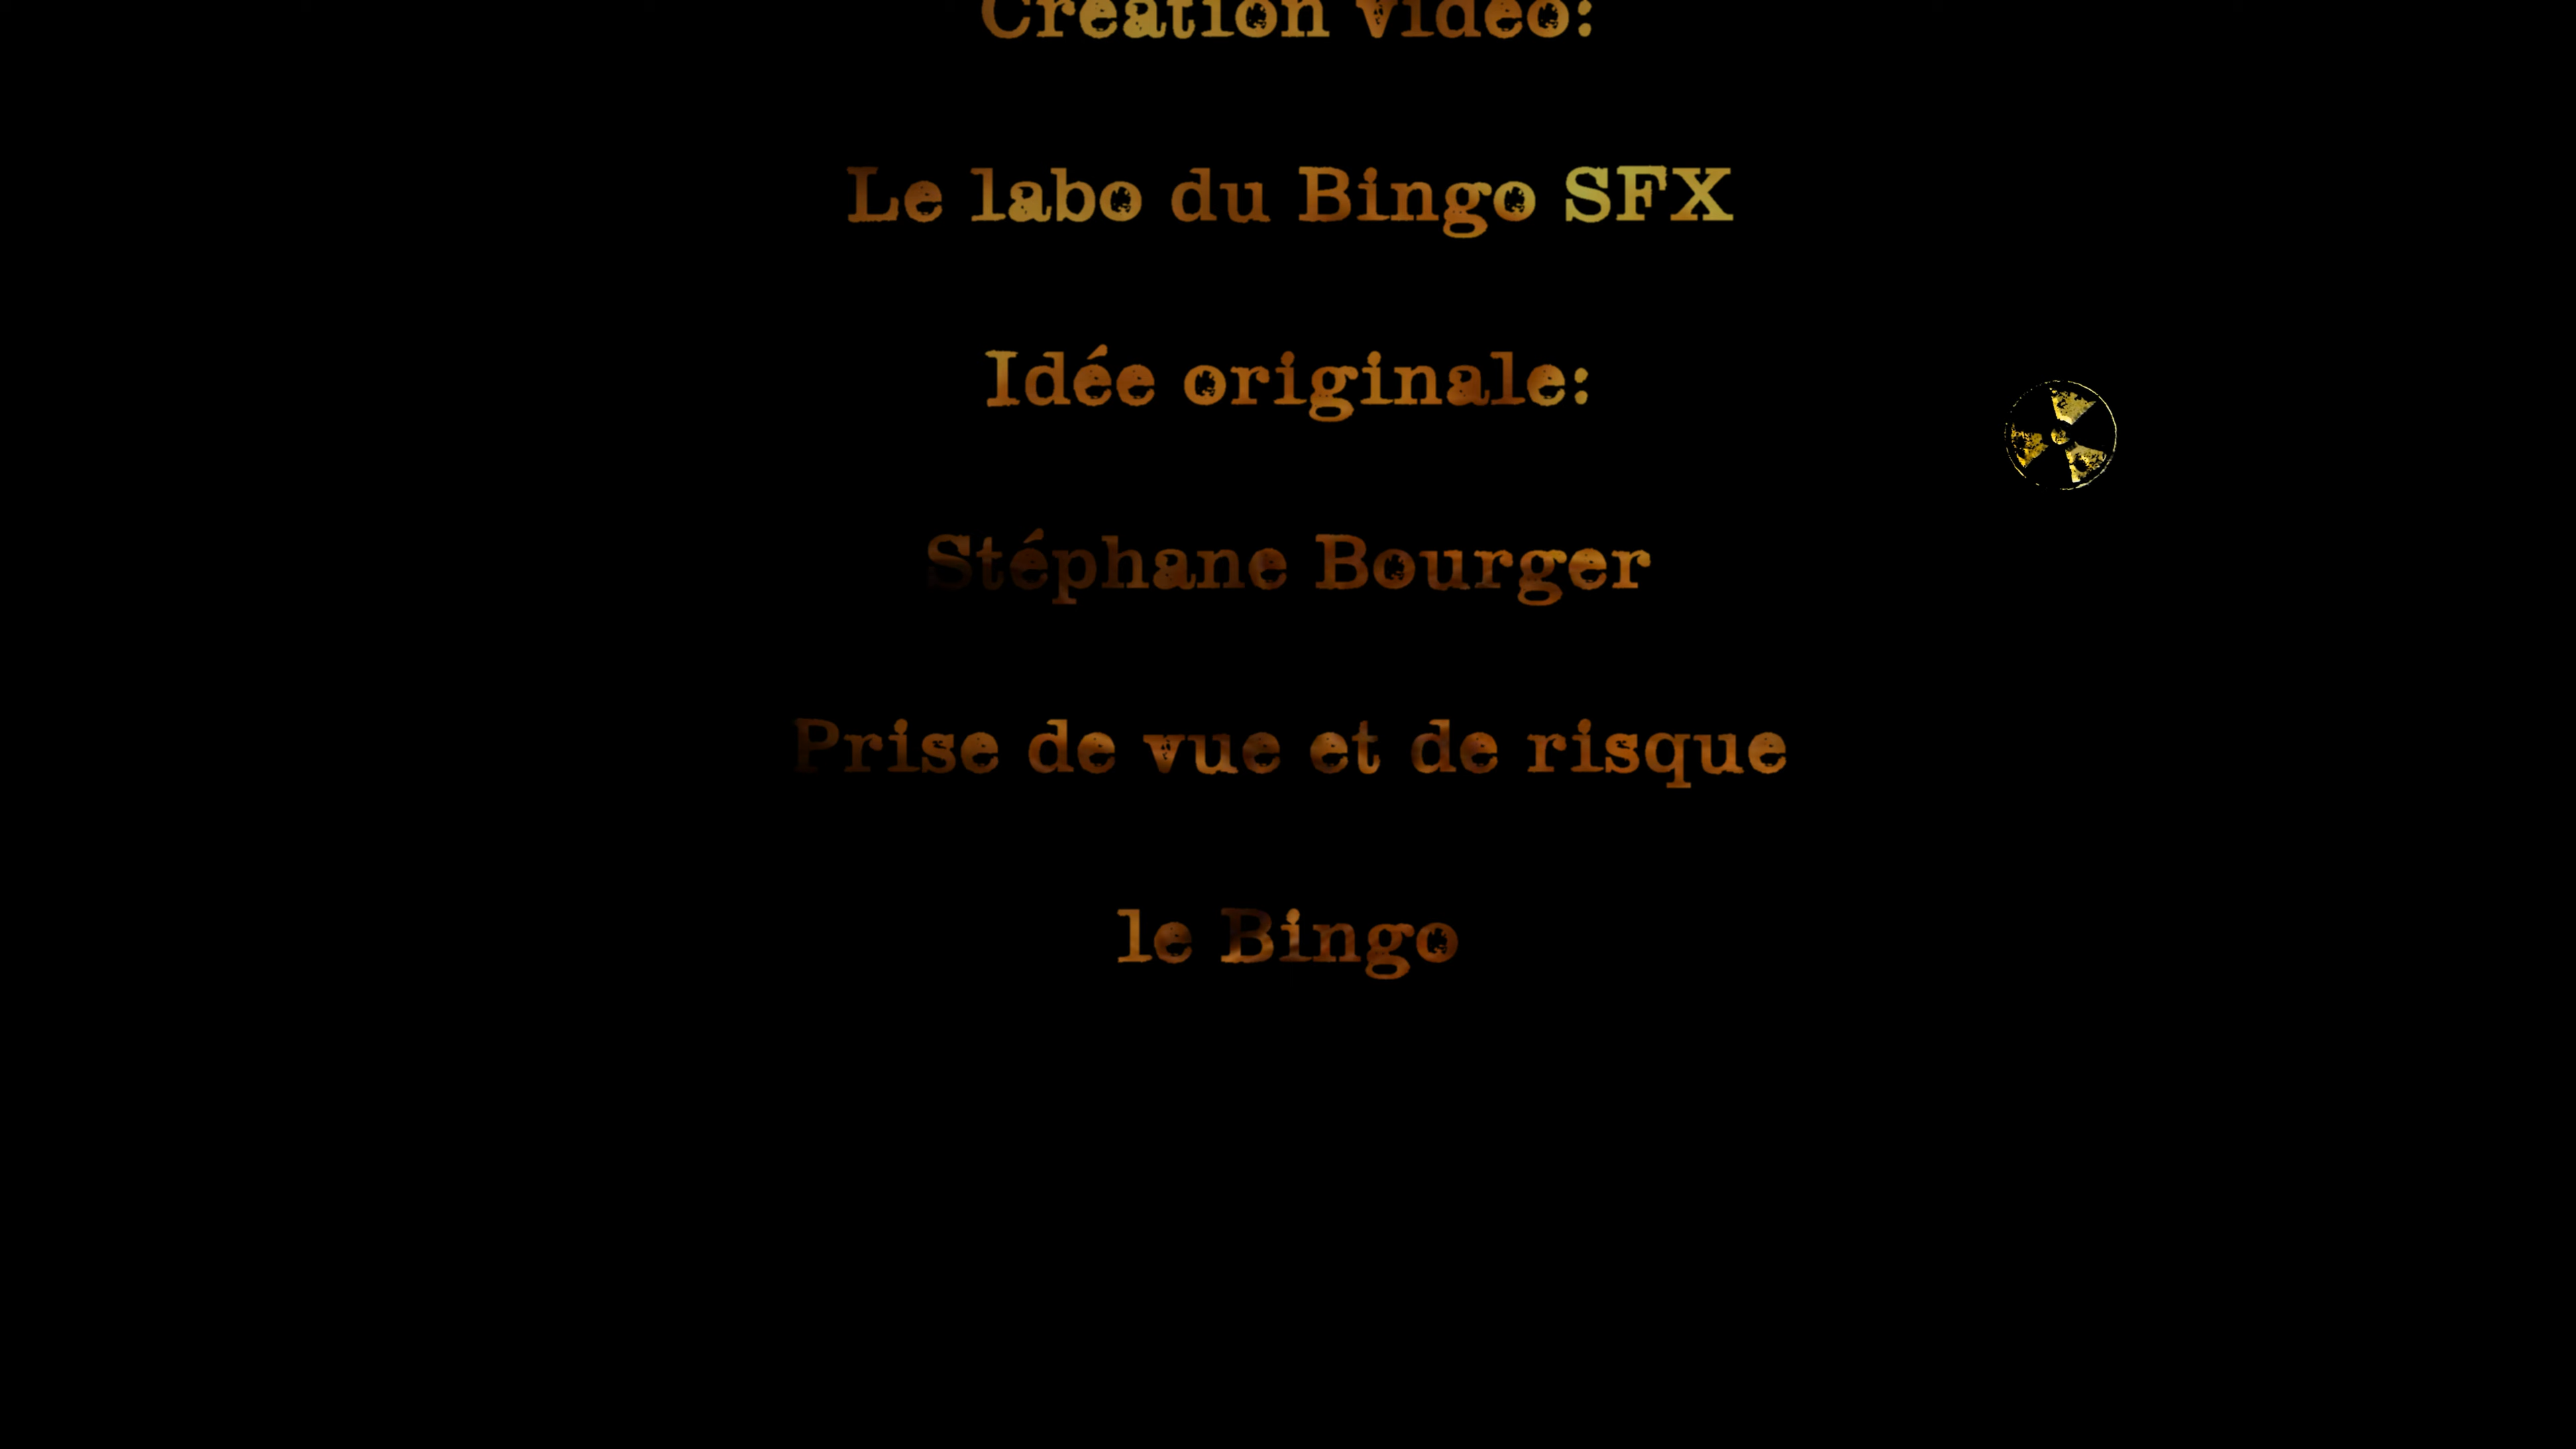 Création vidéo:
Le labo du Bingo SFX
Idée originale:
Stéphane Bourger
Prise de vue et de risque
le Bingo